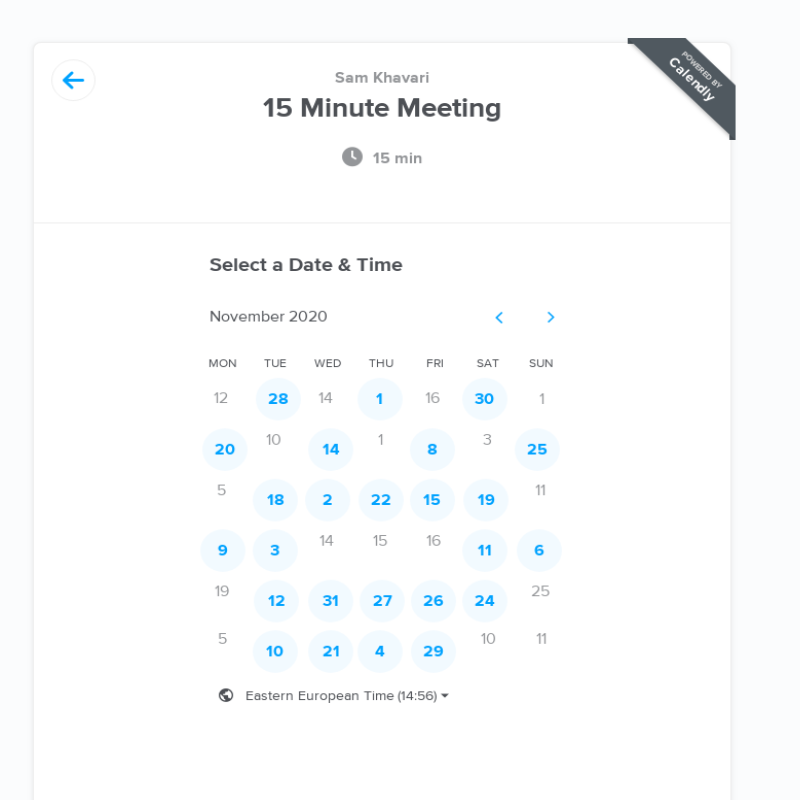 POWERED BY
Calendly
Sam Khavari
15 Minute Meeting
15 min
Select a Date & Time
November 2020
MON TUE WED THU FRI SAT SUN
12 28 14 1 16 30 1
20 10 14 1 8 3 25
5 18 2 22 15 19 11
9 3 14 15 16 11 6
19 12 31 27 26 24 25
5 10 21 4 29 10 11
Eastern European Time (14:56)